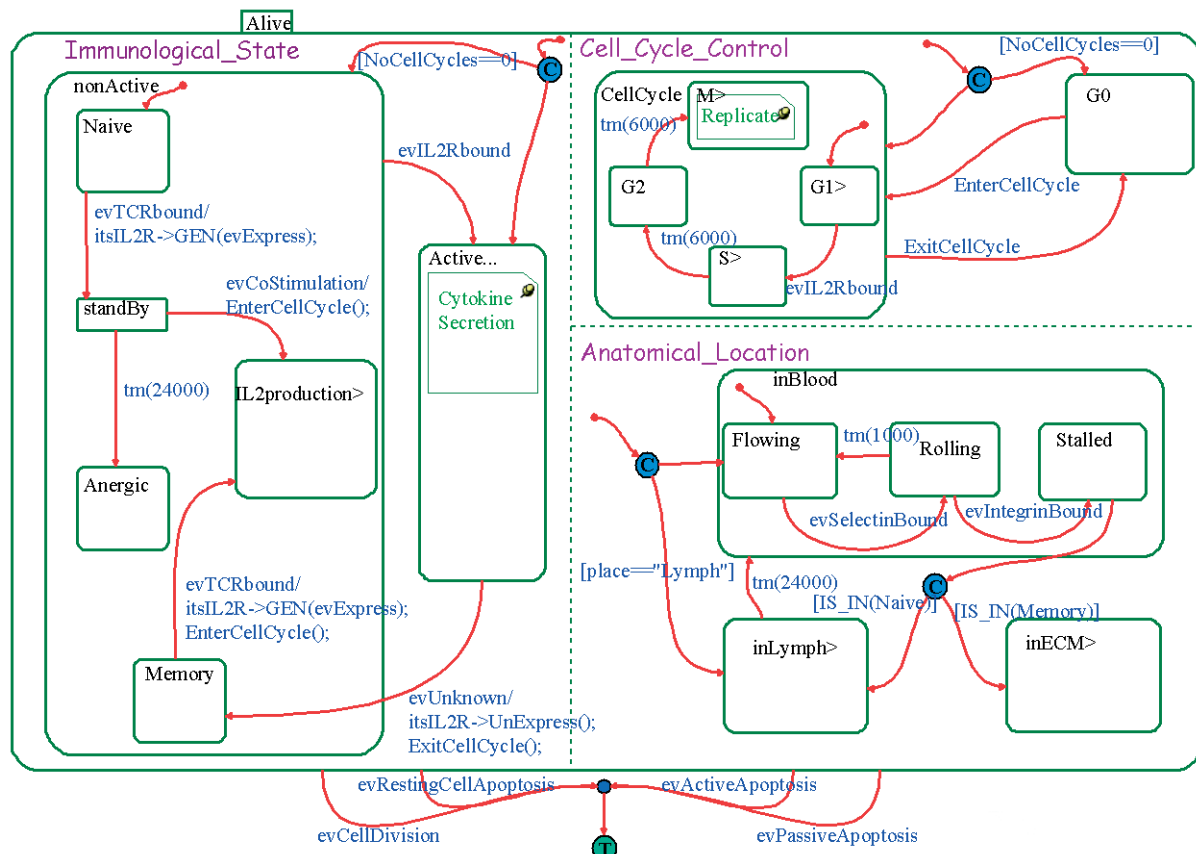 Alive
Immunological_State
[NoCellCycles==0]
C
nonActive
Naive
evIL2Rbound
evTCRbound/
itsIL2R->GEN(evExpress);
Active...
Cytokine
Secretion
evCoStimulation/
EnterCellCycle();
standBy
tm(24000)
IL2production>
Anergic
evTCRbound/
itsIL2R->GEN(evExpress);
EnterCellCycle();
Memory
evUnknown/
itsIL2R->UnExpress();
ExitCellCycle();
Cell_Cycle_Control
[NoCellCycles==0]
C
CellCycle
M>
Replicate
tm(6000)
G0
G2
G1>
EnterCellCycle
tm(6000)
S>
ExitCellCycle
evIL2Rbound
Anatomical_Location
inBlood
Flowing
tm(1000)
Rolling
Stalled
C
evSelectinBound
evIntegrinBound
[place=="Lymph"]
tm(24000)
C
[IS_IN(Naive)]
[IS_IN(Memory)]
inLymph>
inECM>
evRestingCellApoptosis
evActiveApoptosis
evCellDivision
evPassiveApoptosis
T